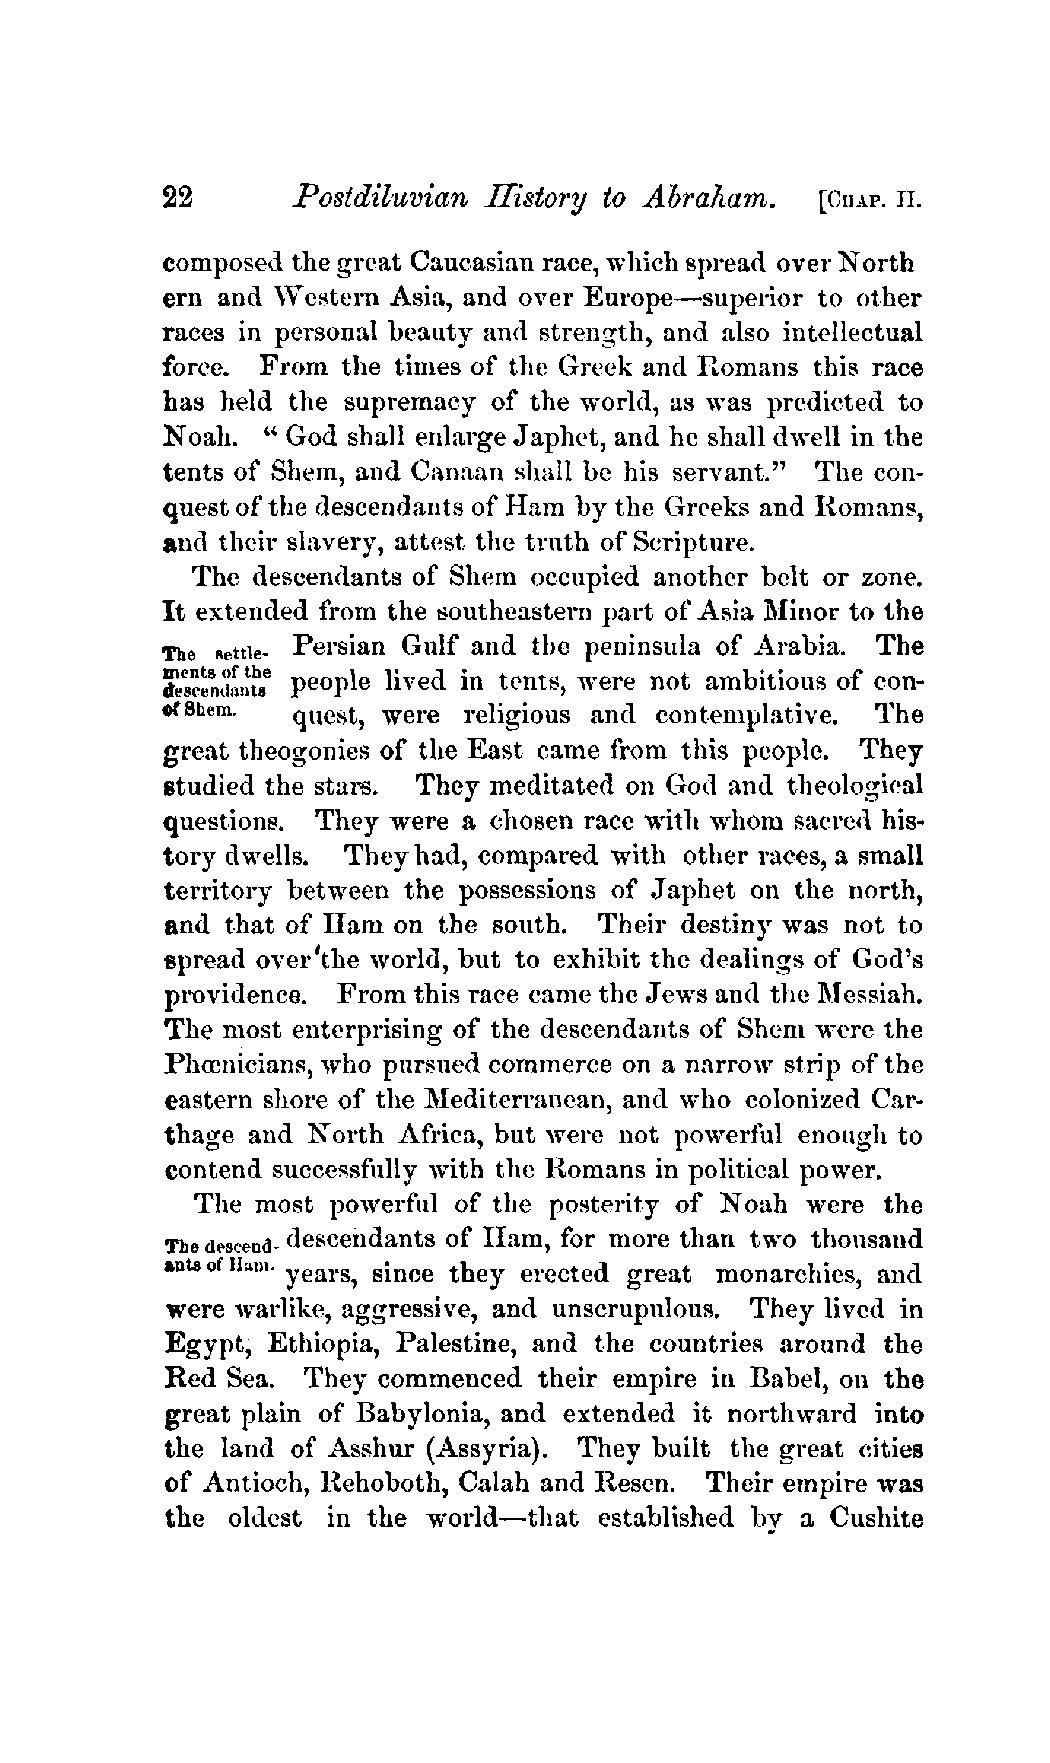 22 Postdiluvian History to Abraham. [CHAP. II.
composed the great Caucasian race, which spread over North
ern and Western Asia, and over Europe—superior to other
races in personal beauty and strength, and also intellectual
force. From the times of the Greek and Romans this race
has held the supremacy of the world, as was predicted to
Noah. “ God shall enlarge Japhet, and he shall dwell in the
tents of Shem, and Canaan shall be his servant.” The con-
quest of the descendants of Ham by the Greeks and Romans,
and their slavery, attest the truth of Scripture.
The descendants of Shem occupied another belt or zone.
It extended from the southeastern part of Asia Minor to the
The settle-
ments of the
descendants
of Shem.
Persian Gulf and the peninsula of Arabia. The
people lived in tents, were not ambitious of con-
quest, were religious and contemplative. The
great theogonies of the East came from this people. They
studied the stars. They meditated on God and theological
questions. They were a chosen race with whom sacred his-
tory dwells. They had, compared with other races, a small
territory between the possessions of Japhet on the north,
and that of Ham on the south. Their destiny was not to
spread over the world, but to exhibit the dealings of God's
providence. From this race came the Jews and the Messiah.
The most enterprising of the descendants of Shem were the
Phœnicians, who pursued commerce on a narrow strip of the
eastern shore of the Mediterranean, and who colonized Car-
thage and North Africa, but were not powerful enough to
contend successfully with the Romans in political power.
The most powerful of the posterity of Noah were the
The descend-
ants of Ham.
descendants of Ham, for more than two thousand
years, since they erected great monarchies, and
were warlike, aggressive, and unscrupulous. They lived in
Egypt, Ethiopia, Palestine, and the countries around the
Red Sea. They commenced their empire in Babel, on the
great plain of Babylonia, and extended it northward into
the land of Asshur (Assyria). They built the great cities
of Antioch, Rehoboth, Calah and Resen. Their empire was
the oldest in the world—that established by a Cushite